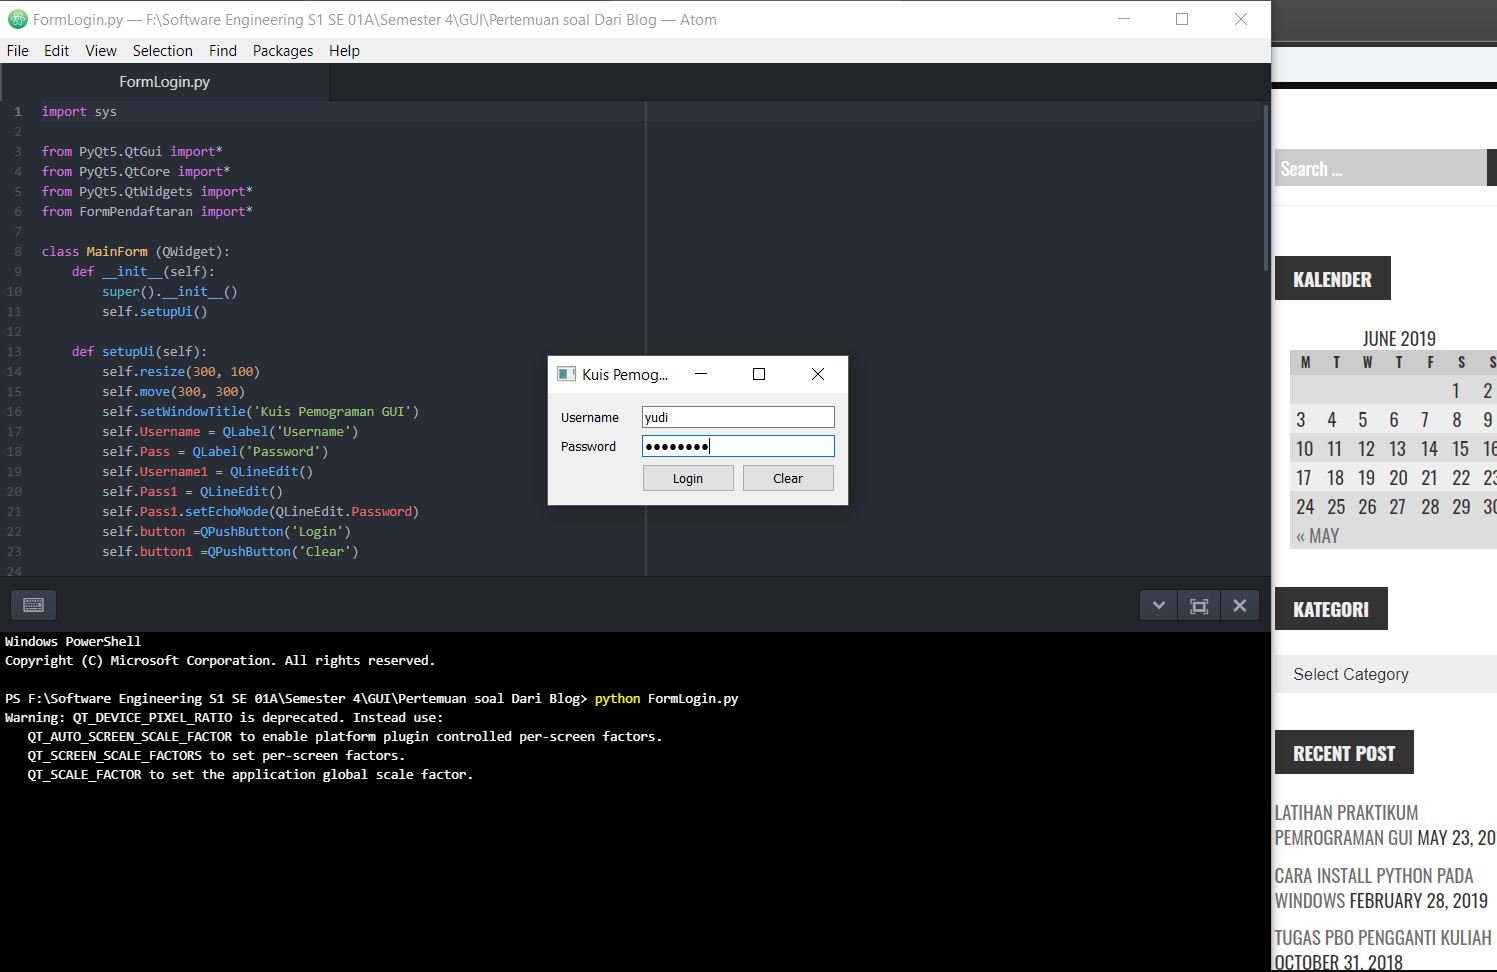 FormLogin.py — F:\Software Engineering S1 SE 01A\Semester 4\GUI\Pertemuan soal Dari Blog — Atom
File Edit View Selection Find Packages Help
FormLogin.py
1 import sys
2
3 from PyQt5.QtGui import*
4 from PyQt5.QtCore import*
5 from PyQt5.QtWidgets import*
6 from FormPendaftaran import*
7
8 class MainForm (QWidget):
9 def __init__(self):
10 super().__init__()
11 self.setupUi()
12
13 def setupUi(self):
14 self.resize(300, 100)
15 self.move(300, 300)
16 self.setWindowTitle('Kuis Pemograman GUI')
17 self.Username = QLabel('Username')
18 self.Pass = QLabel('Password')
19 self.Username1 = QLineEdit()
20 self.Pass1 = QLineEdit()
21 self.Pass1.setEchoMode(QLineEdit.Password)
22 self.button =QPushButton('Login')
23 self.button1 =QPushButton('Clear')
24
Kuis Pemog...
Username yudi
Password ●●●●●●●●
Login Clear
Windows PowerShell
Copyright (C) Microsoft Corporation. All rights reserved.
PS F:\Software Engineering S1 SE 01A\Semester 4\GUI\Pertemuan soal Dari Blog> python FormLogin.py
Warning: QT_DEVICE_PIXEL_RATIO is deprecated. Instead use:
QT_AUTO_SCREEN_SCALE_FACTOR to enable platform plugin controlled per-screen factors.
QT_SCREEN_SCALE_FACTORS to set per-screen factors.
QT_SCALE_FACTOR to set the application global scale factor.
Search ...
KALENDER
JUNE 2019
M T W T F S S
1 2
3 4 5 6 7 8 9
10 11 12 13 14 15 16
17 18 19 20 21 22 23
24 25 26 27 28 29 30
« MAY
KATEGORI
Select Category
RECENT POST
LATIHAN PRAKTIKUM
PEMROGRAMAN GUI MAY 23, 20
CARA INSTALL PYTHON PADA
WINDOWS FEBRUARY 28, 2019
TUGAS PBO PENGGANTI KULIAH
OCTOBER 31, 2018